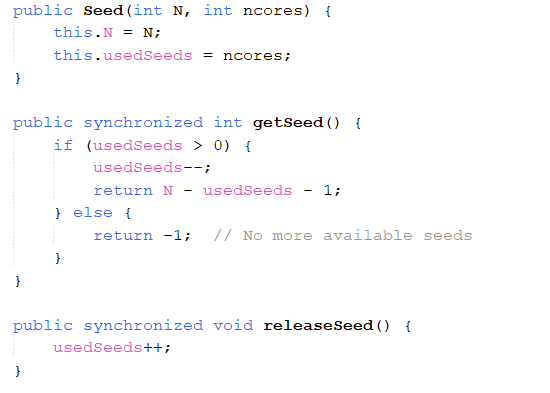 public Seed(int N, int ncores) {
    this.N = N;
    this.usedSeeds = ncores;
}

public synchronized int getSeed() {
    if (usedSeeds > 0) {
        usedSeeds--;
        return N - usedSeeds - 1;
    } else {
        return -1;  // No more available seeds
    }
}

public synchronized void releaseSeed() {
    usedSeeds++;
}